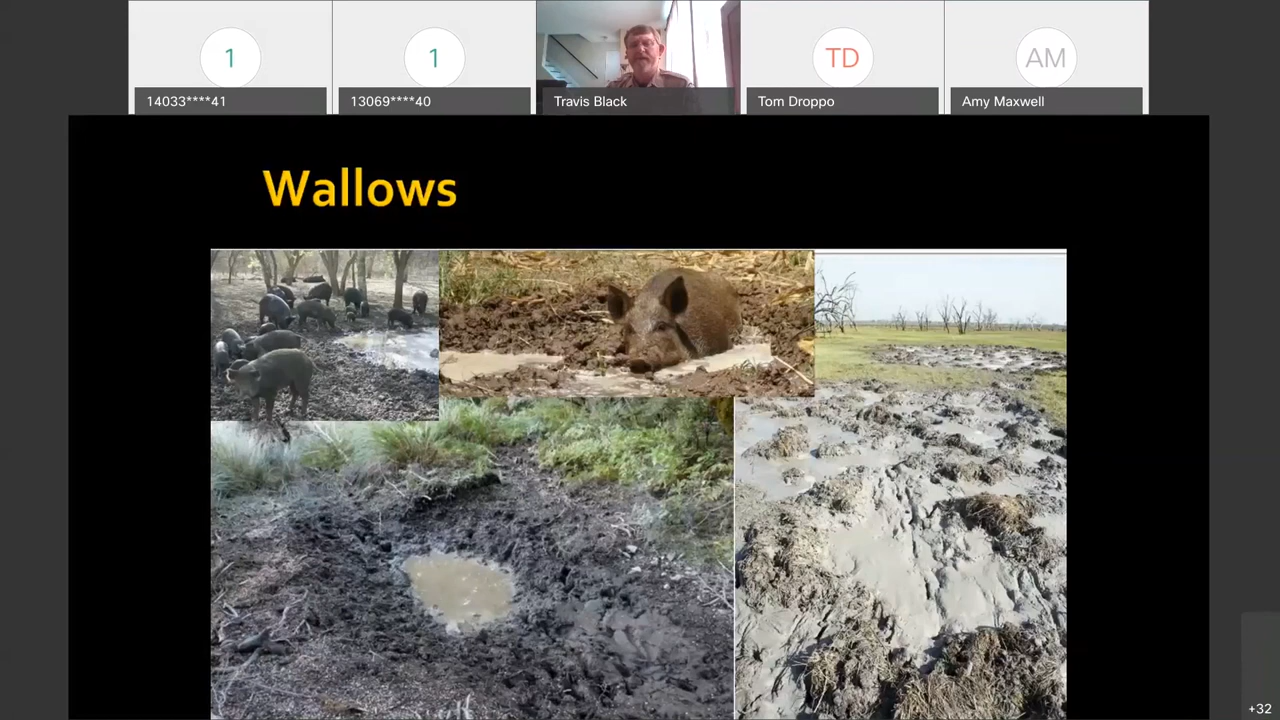 1
1
TD
AM
14033****41
13069****40
Travis Black
Tom Droppo
Amy Maxwell
Wallows
+32